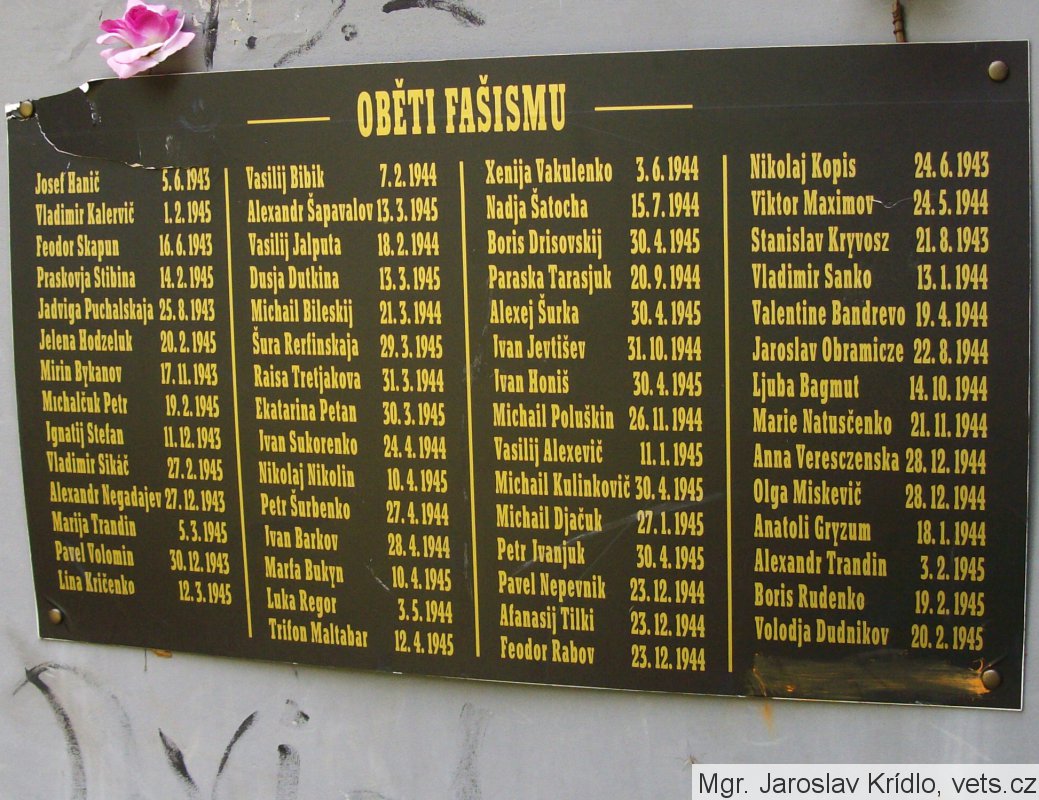 OBĚTI FAŠISMU
Josef Hanič 5.6.1943
Vladimir Kalervič 1.2.1945
Feodor Skapun 16.6.1943
Praskovja Stibina 14.2.1945
Jadviga Puchalskaja 25.8.1943
Jelena Hodzeluk 20.2.1945
Mirin Bykanov 17.11.1943
Michalčuk Petr 19.2.1945
Ignatij Stefan 11.12.1943
Vladimir Sikáč 27.2.1945
Alexandr Negadajev 27.12.1943
Marija Trandin 5.3.1945
Pavel Volomin 30.12.1943
Lina Kričenko 12.3.1945
Vasilij Bibik 7.2.1944
Alexandr Šapavalov 13.3.1945
Vasilij Jalputa 18.2.1944
Dusja Dutkina 13.3.1945
Michail Bileskij 21.3.1944
Šura Rerfinskaja 29.3.1945
Raisa Tretjakova 31.3.1944
Ekatarina Petan 30.3.1945
Ivan Sukorenko 24.4.1944
Nikolaj Nikolin 10.4.1945
Petr Šurbenko 27.4.1944
Ivan Barkov 28.4.1944
Marfa Bukyn 10.4.1945
Luka Regor 3.5.1944
Trifon Maltabar 12.4.1945
Xenija Vakulenko 3.6.1944
Nadja Šatocha 15.7.1944
Boris Drisovskij 30.4.1945
Paraska Tarasjuk 20.9.1944
Alexej Šurka 30.4.1945
Ivan Jevtišev 31.10.1944
Ivan Honiš 30.4.1945
Michail Poluškin 26.11.1944
Vasilij Alexevič 11.1.1945
Michail Kulinkovič 30.4.1945
Michail Djačuk 27.1.1945
Petr Ivanjuk 30.4.1945
Pavel Nepevnik 23.12.1944
Afanasij Tilki 23.12.1944
Feodor Rabov 23.12.1944
Nikolaj Kopis 24.6.1943
Viktor Maximov 24.5.1944
Stanislav Kryvosz 21.8.1943
Vladimir Sanko 13.1.1944
Valentine Bandrevo 19.4.1944
Jaroslav Obramicze 22.8.1944
Ljuba Bagmut 14.10.1944
Marie Natusčenko 21.11.1944
Anna Veresczenska 28.12.1944
Olga Miskevič 28.12.1944
Anatoli Gryzum 18.1.1944
Alexandr Trandin 3.2.1945
Boris Rudenko 19.2.1945
Volodja Dudnikov 20.2.1945
Mgr. Jaroslav Krídlo, vets.cz